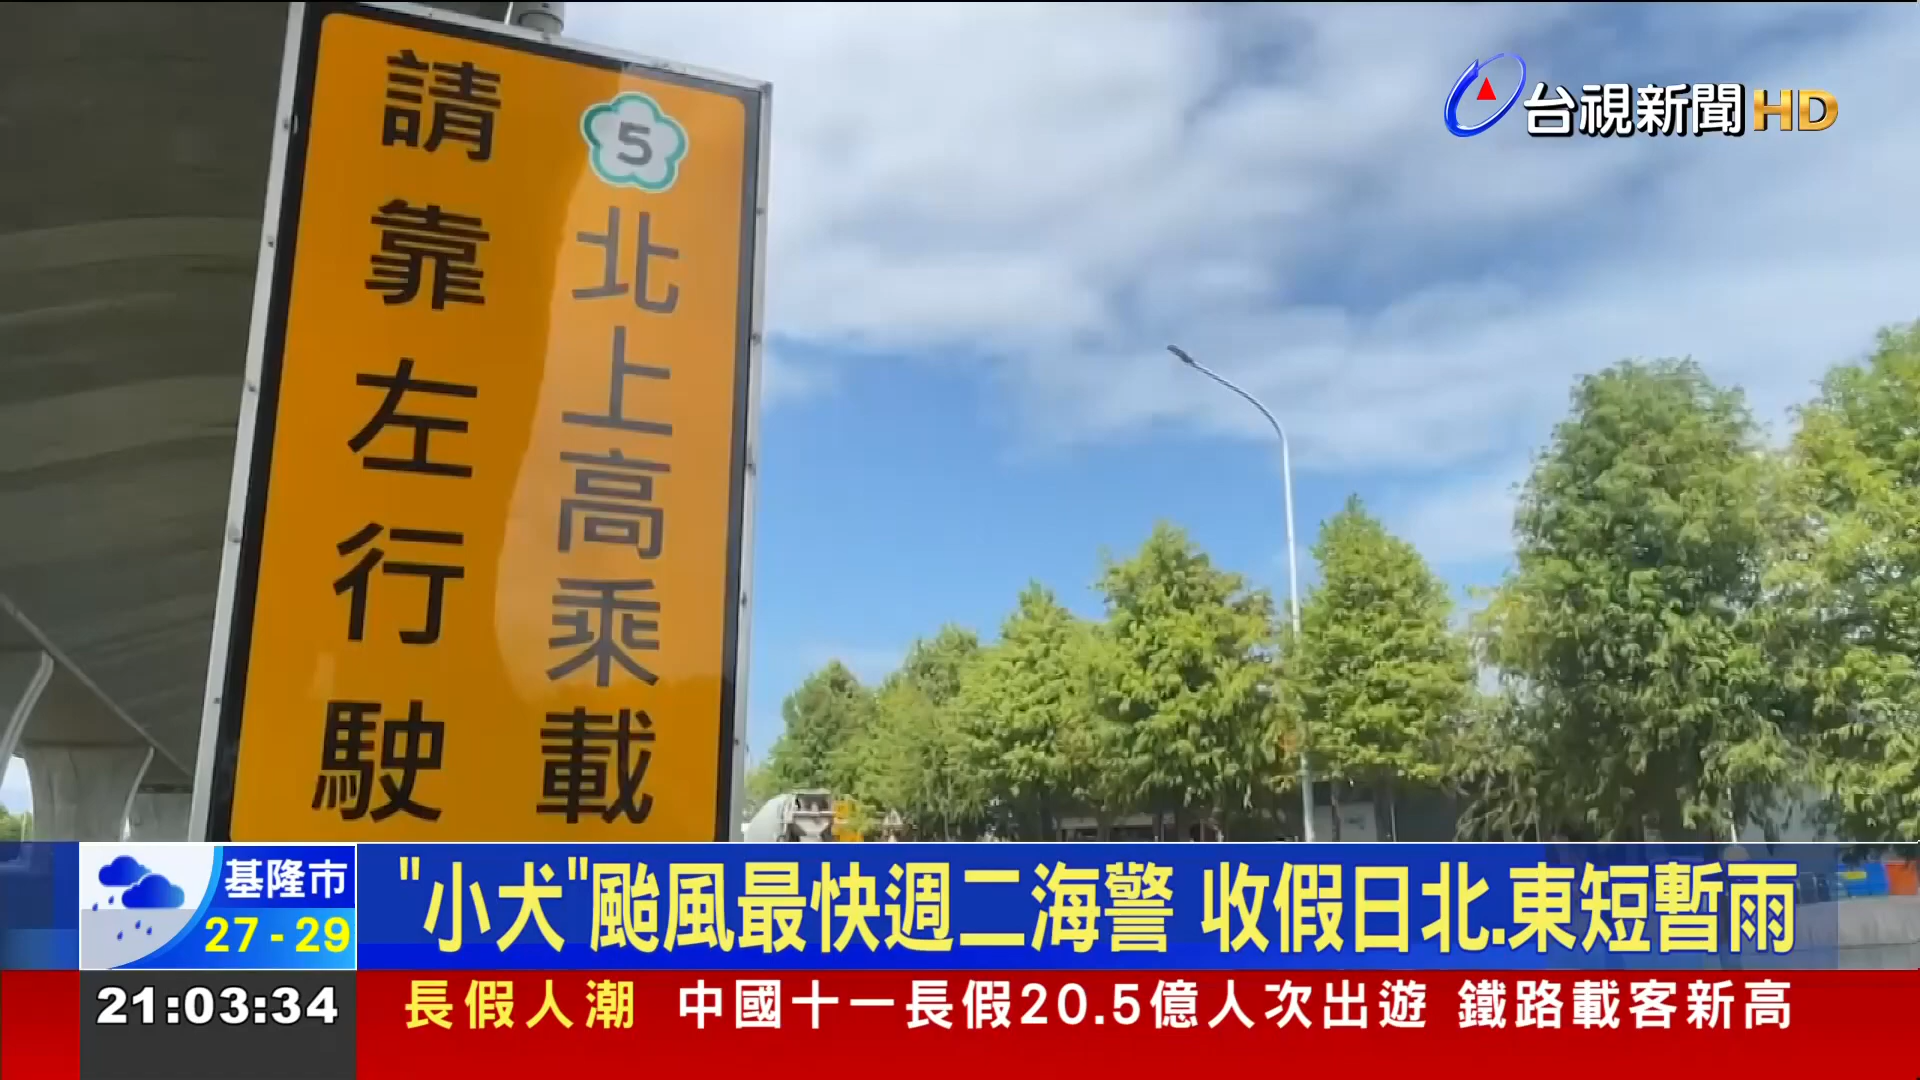 5
北上高乘載
請靠左行駛
台視新聞HD
基隆市
27-29
"小犬"颱風最快週二海警 收假日北.東短暫雨
21:03:34
長假人潮 中國十一長假20.5億人次出遊 鐵路載客新高